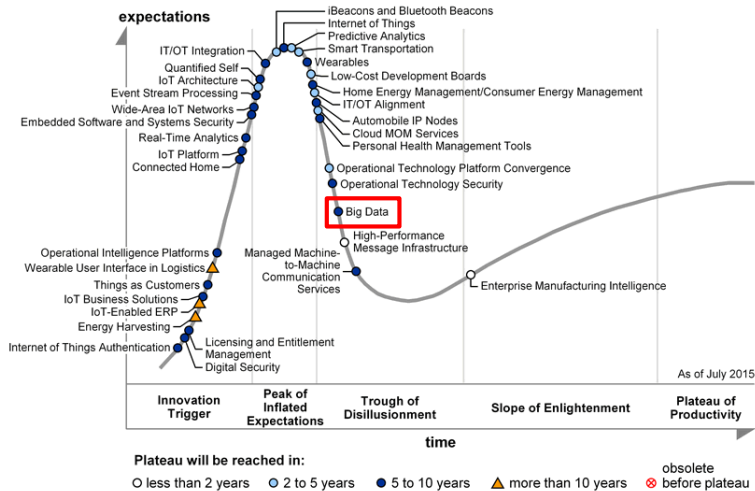 expectations
iBeacons and Bluetooth Beacons
Internet of Things
Predictive Analytics
Smart Transportation
Wearables
Low-Cost Development Boards
Home Energy Management/Consumer Energy Management
IT/OT Alignment
Automobile IP Nodes
Cloud MOM Services
Personal Health Management Tools
IT/OT Integration
Quantified Self
IoT Architecture
Event Stream Processing
Wide-Area IoT Networks
Embedded Software and Systems Security
Real-Time Analytics
IoT Platform
Connected Home
Operational Technology Platform Convergence
Operational Technology Security
Big Data
High-Performance
Message Infrastructure
Managed Machine-
to-Machine
Communication
Services
Enterprise Manufacturing Intelligence
Operational Intelligence Platforms
Wearable User Interface in Logistics
Things as Customers
IoT Business Solutions
IoT-Enabled ERP
Energy Harvesting
Internet of Things Authentication
Licensing and Entitlement
Management
Digital Security
As of July 2015
Innovation
Trigger
Peak of
Inflated
Expectations
Trough of
Disillusionment
Slope of Enlightenment
Plateau of
Productivity
time
Plateau will be reached in:
less than 2 years
2 to 5 years
5 to 10 years
more than 10 years
obsolete
before plateau